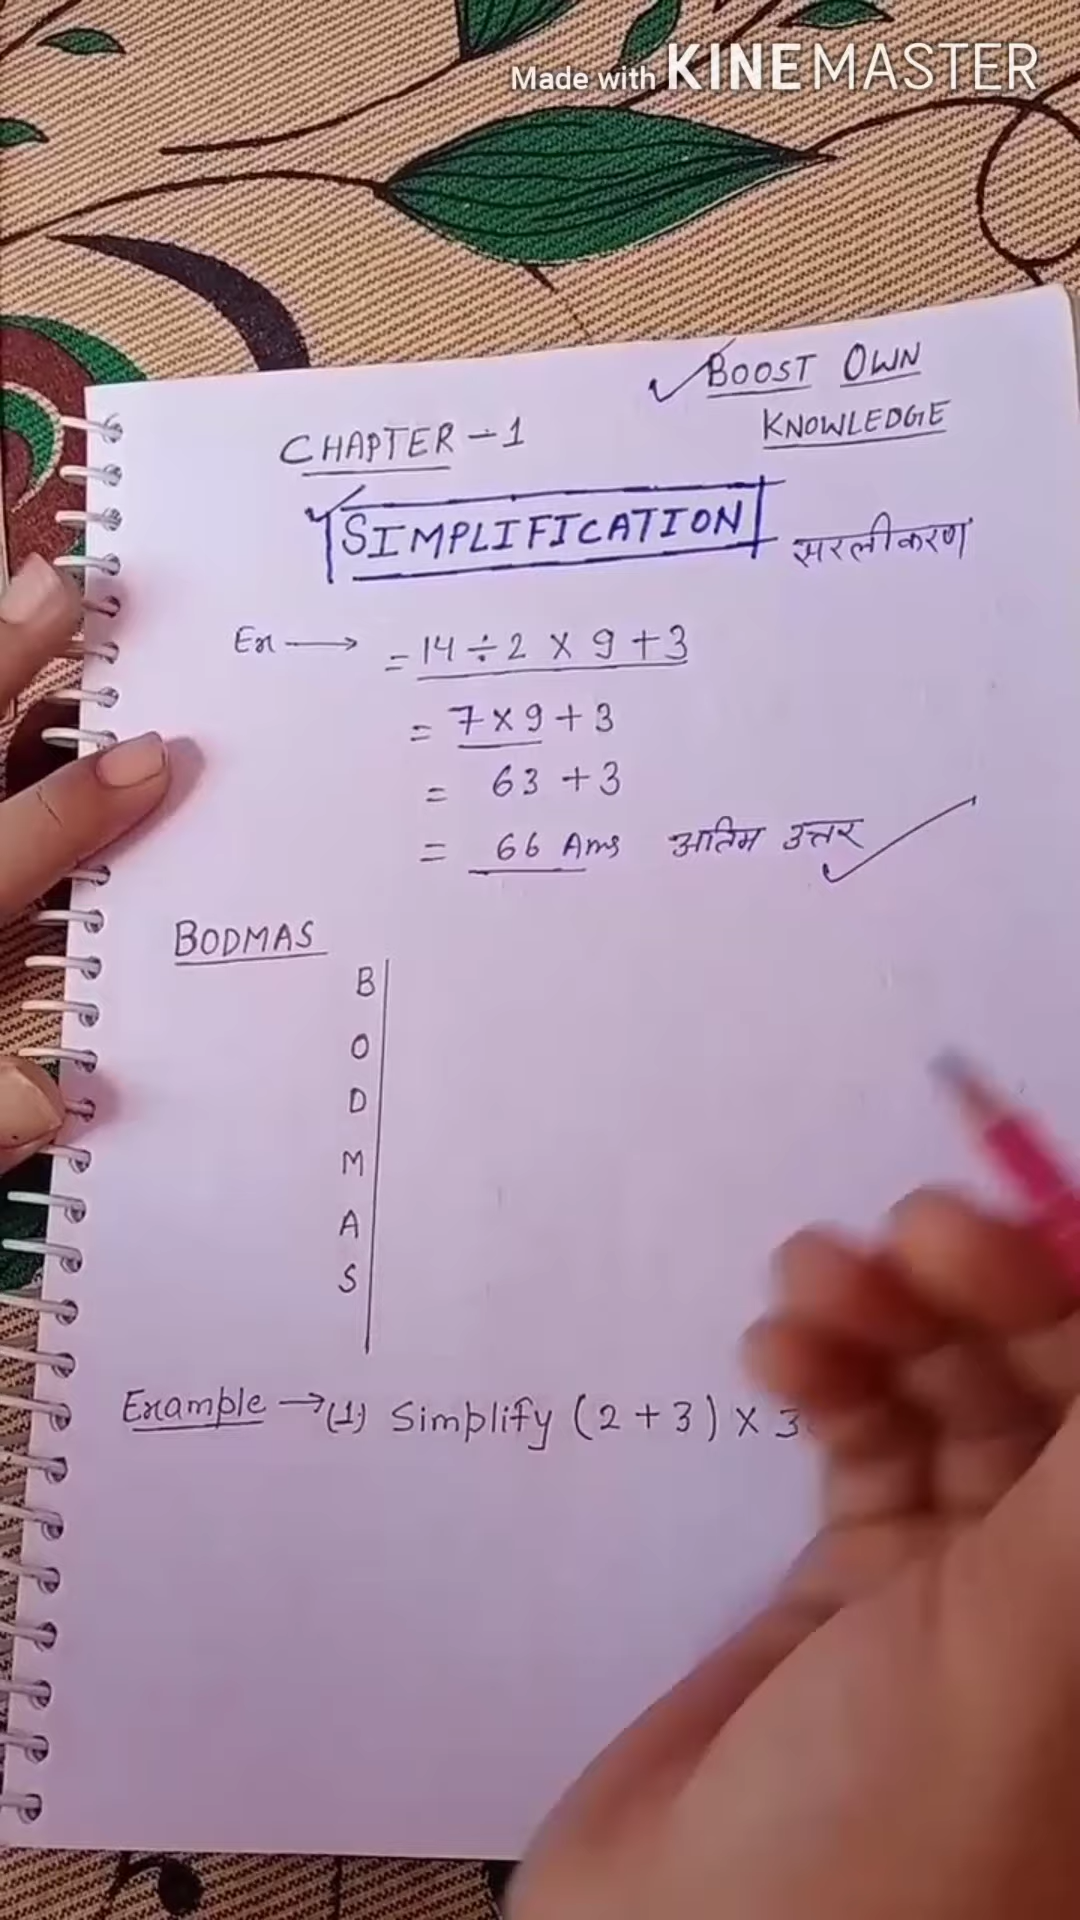 Made with KINEMASTER
BOOST OWN
KNOWLEDGE
CHAPTER-1
SIMPLIFICATION सरलीकरण
Ex → = 14 ÷ 2 × 9 + 3
= 7 × 9 + 3
= 63 + 3
= 66 Ans अंतिम उत्तर
BODMAS
B
O
D
M
A
S
Example → (1) Simplify (2 + 3) × 3